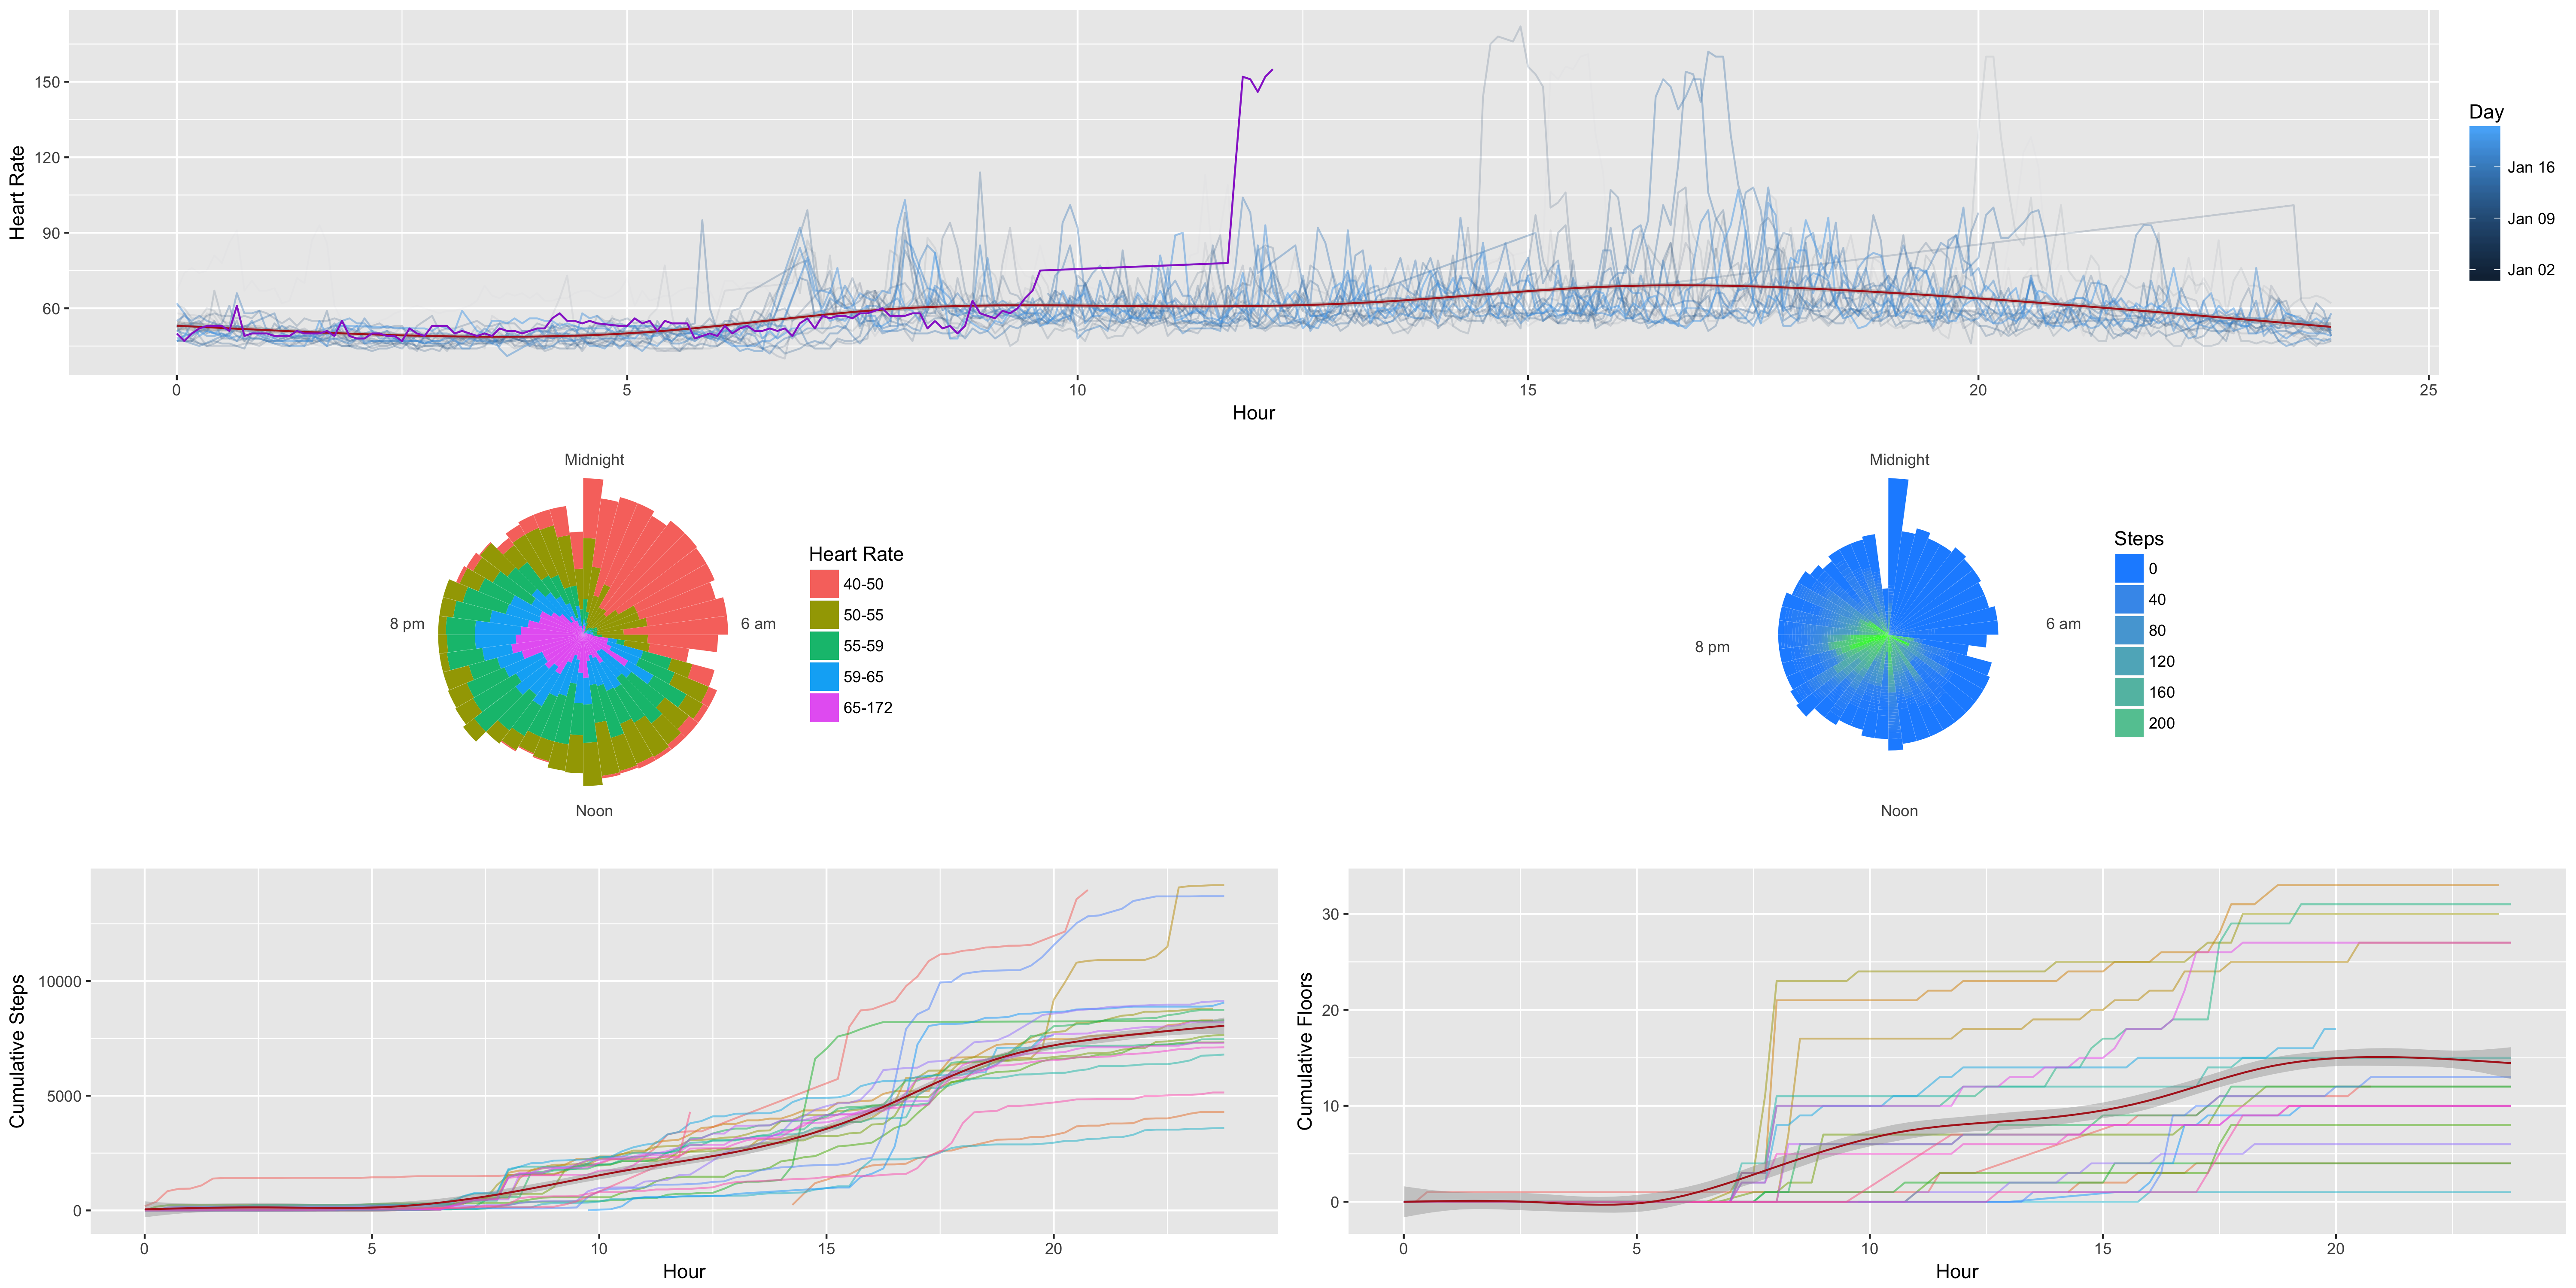 Heart Rate
150
120
90
60
0 5 10 15 20 25
Hour
Day
Jan 16
Jan 09
Jan 02
Midnight
8 pm
6 am
Noon
Heart Rate
40-50
50-55
55-59
59-65
65-172
Midnight
8 pm
6 am
Noon
Steps
0
40
80
120
160
200
Cumulative Steps
10000
5000
0
0 5 10 15 20
Hour
Cumulative Floors
30
20
10
0
0 5 10 15 20
Hour